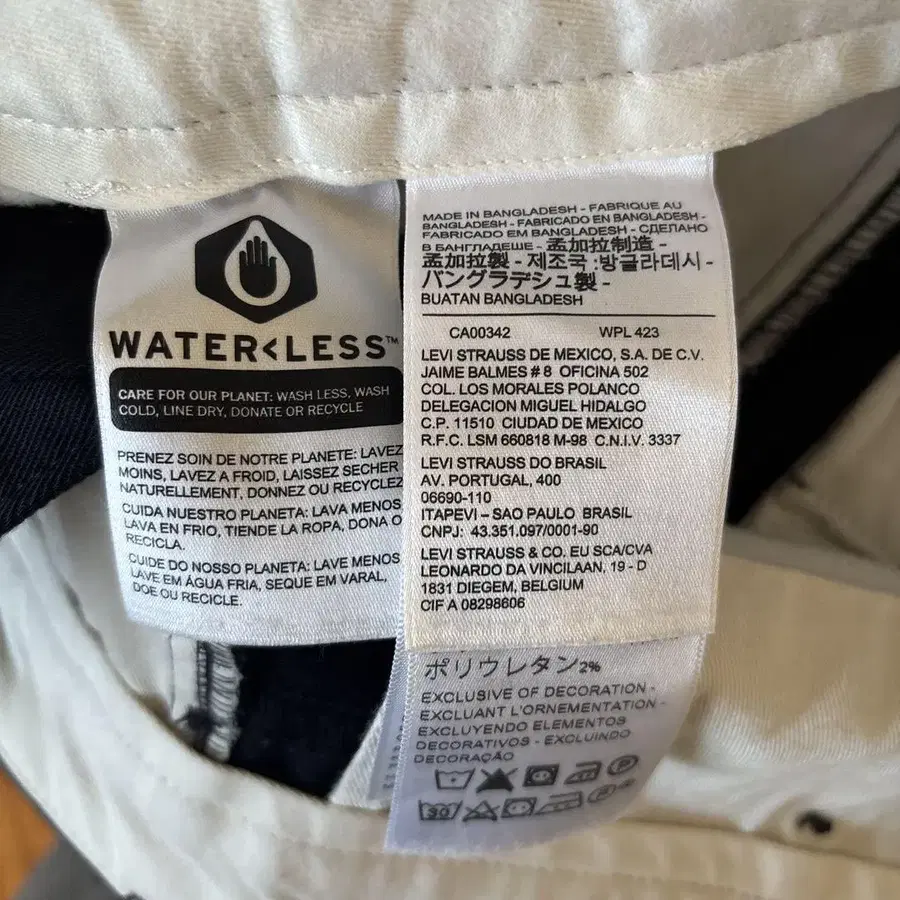 WATER<LESS™
CARE FOR OUR PLANET: WASH LESS, WASH
COLD, LINE DRY, DONATE OR RECYCLE
PRENEZ SOIN DE NOTRE PLANETE: LAVEZ
MOINS, LAVEZ A FROID, LAISSEZ SECHER
NATURELLEMENT, DONNEZ OU RECYCLEZ
CUIDA NUESTRO PLANETA: LAVA MENOS,
LAVA EN FRIO, TIENDE LA ROPA, DONA O
RECICLA.
CUIDE DO NOSSO PLANETA: LAVE MENOS
LAVE EM ÁGUA FRIA, SEQUE EM VARAL,
DOE OU RECICLE.
MADE IN BANGLADESH - FABRIQUE AU
BANGLADESH - FABRICADO EN BANGLADESH -
FABRICADO EM BANGLADESH - СДЕЛАНО
В БАНГЛАДЕШЕ - 孟加拉制造 -
孟加拉製 - 제조국 :방글라데시 -
バングラデシュ製 -
BUATAN BANGLADESH
CA00342 WPL 423
LEVI STRAUSS DE MEXICO, S.A. DE C.V.
JAIME BALMES # 8 OFICINA 502
COL. LOS MORALES POLANCO
DELEGACION MIGUEL HIDALGO
C.P. 11510 CIUDAD DE MEXICO
R.F.C. LSM 660818 M-98 C.N.I.V. 3337
LEVI STRAUSS DO BRASIL
AV. PORTUGAL, 400
06690-110
ITAPEVI – SAO PAULO BRASIL
CNPJ: 43.351.097/0001-90
LEVI STRAUSS & CO. EU SCA/CVA
LEONARDO DA VINCILAAN, 19 - D
1831 DIEGEM, BELGIUM
CIF A 08298606
ポリウレタン2%
EXCLUSIVE OF DECORATION -
EXCLUANT L'ORNEMENTATION -
EXCLUYENDO ELEMENTOS
DECORATIVOS - EXCLUINDO
DECORAÇÃO